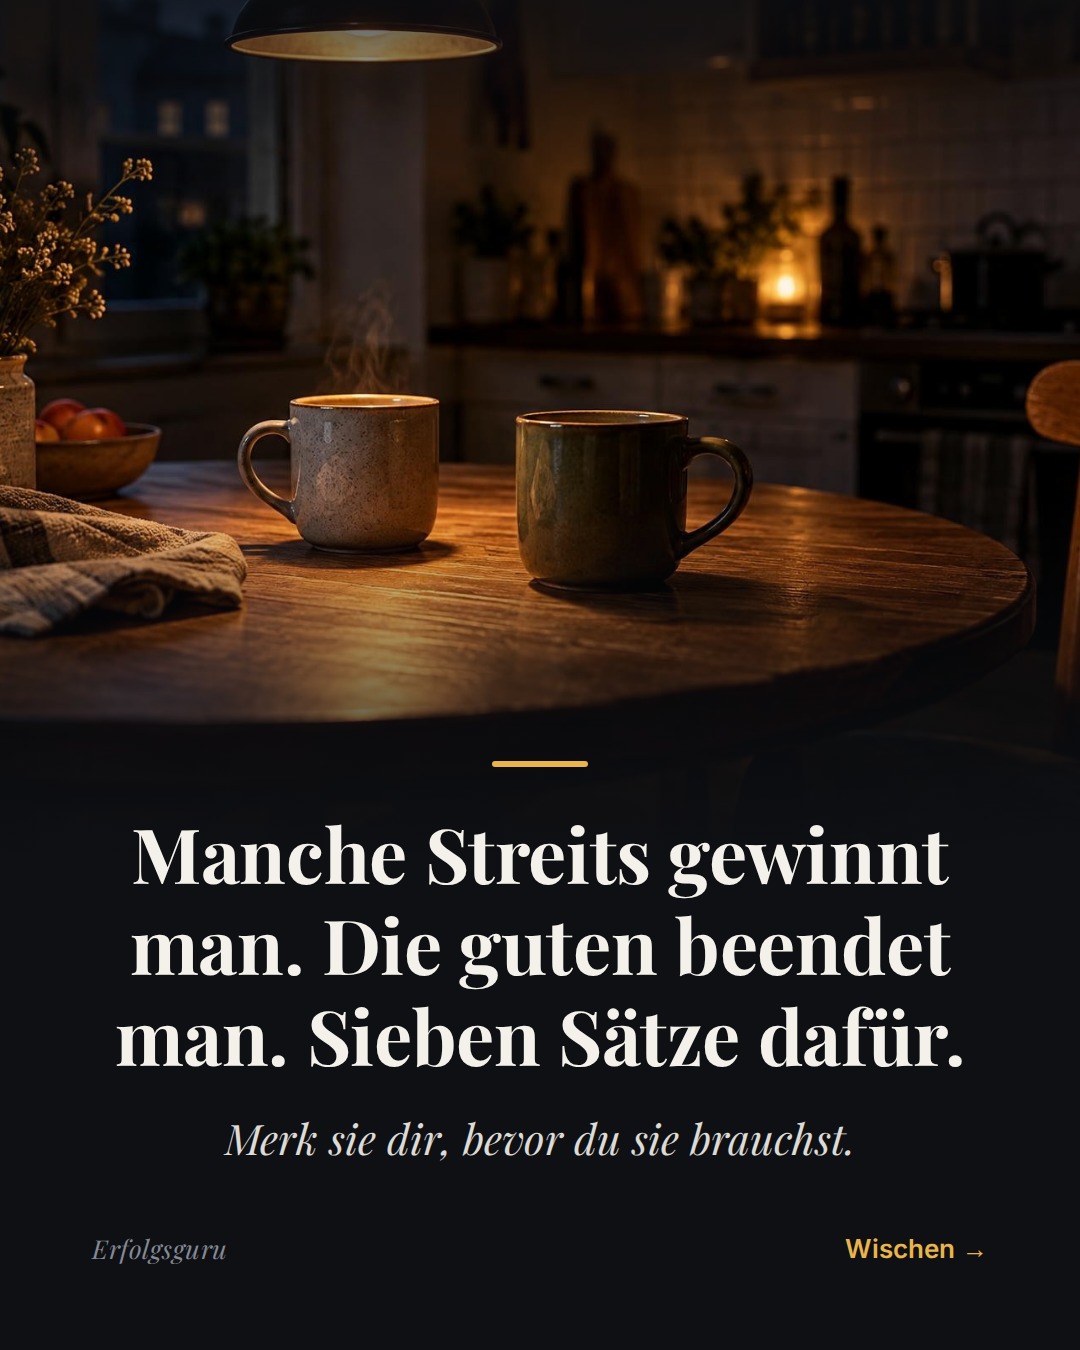 Manche Streits gewinnt
man. Die guten beendet
man. Sieben Sätze dafür.
Merk sie dir, bevor du sie brauchst.
Erfolgsguru
Wischen →